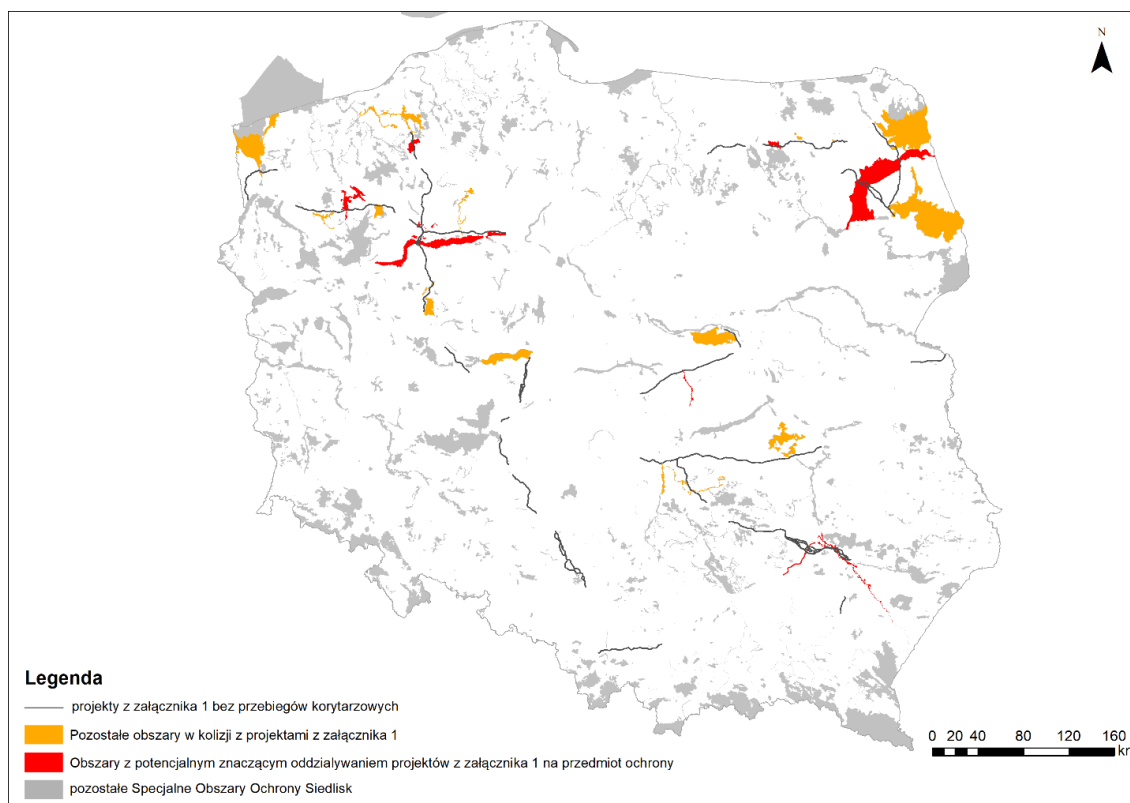 N
Legenda
projekty z załącznika 1 bez przebiegów korytarzowych
Pozostałe obszary w kolizji z projektami z załącznika 1
Obszary z potencjalnym znaczącym oddziaływaniem projektów z załącznika 1 na przedmiot ochrony
pozostałe Specjalne Obszary Ochrony Siedlisk
0 20 40 80 120 160
km